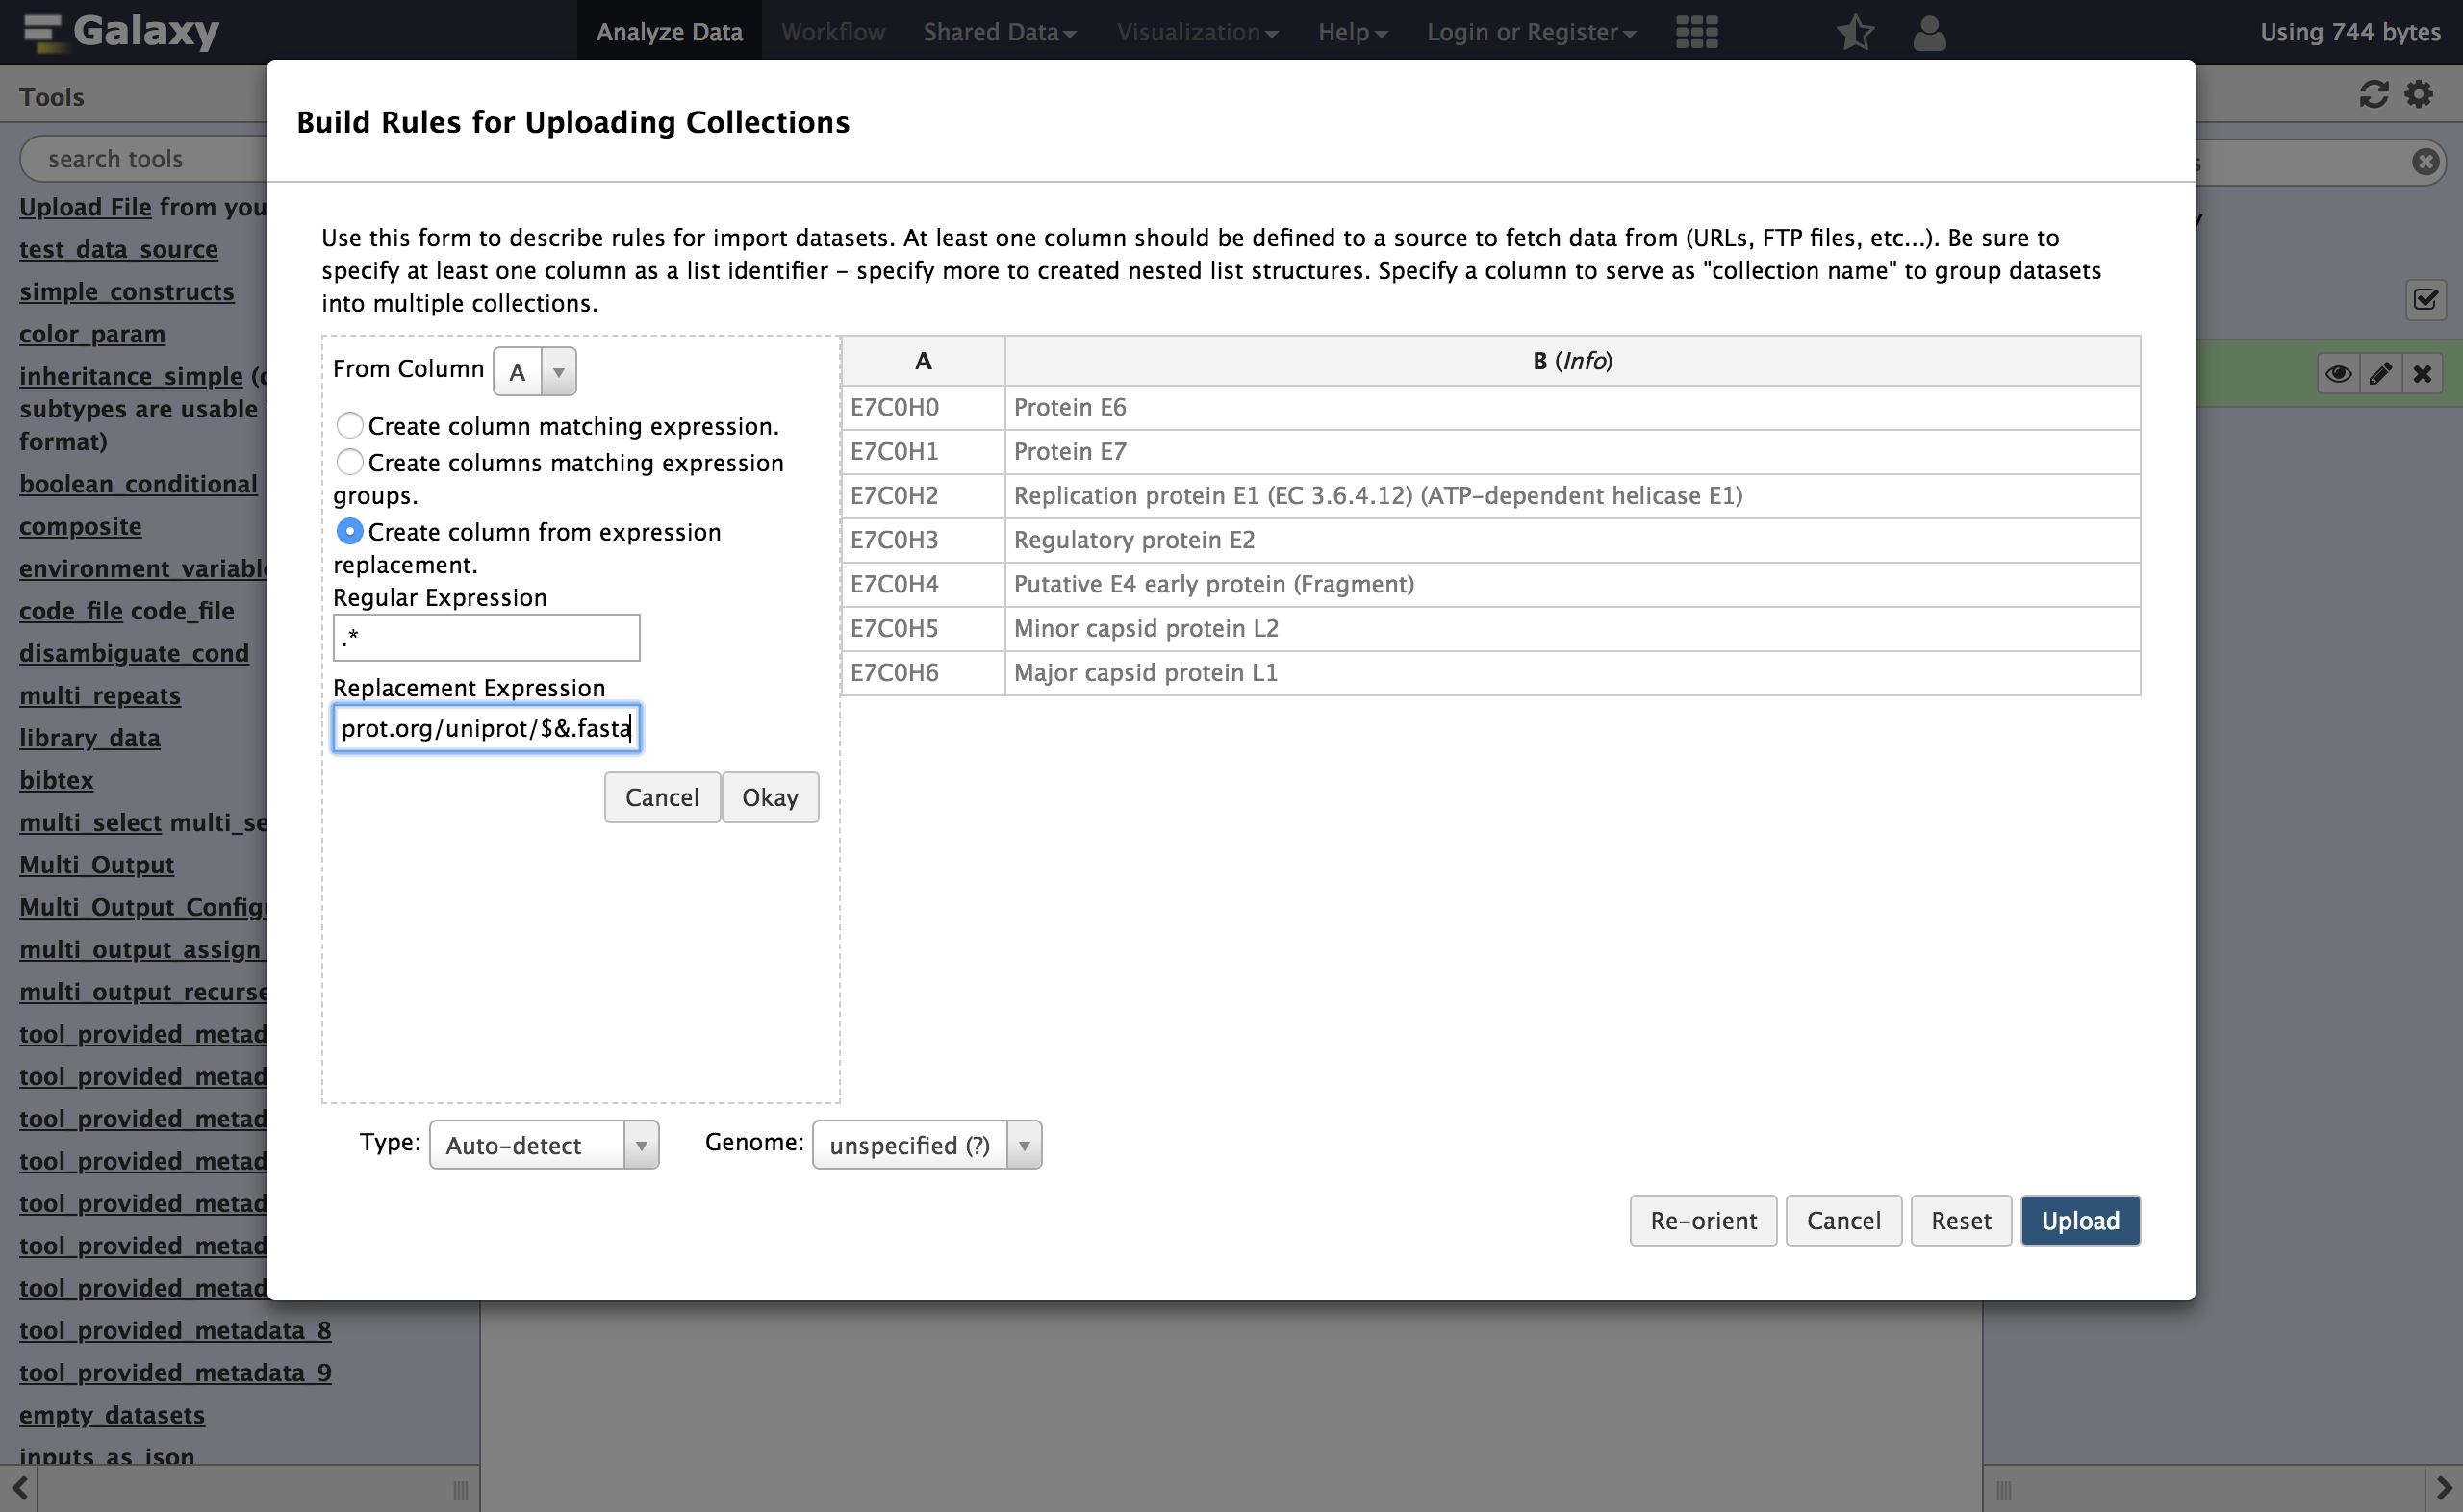 Galaxy
Analyze Data
Workflow
Shared Data
Visualization
Help
Login or Register
Using 744 bytes
Tools
search tools
Upload File from you
test_data_source
simple_constructs
color_param
inheritance_simple
subtypes are usable
format)
boolean_conditional
composite
code_file code_file
disambiguate_cond
multi_repeats
library_data
bibtex
multi_select multi_se
Multi_Output
Multi_Output_Config
multi_output_assign_
multi_output_recurse
tool_provided_metad
tool_provided_metad
tool_provided_metad
tool_provided_metad
tool_provided_metad
tool_provided_metad
tool_provided_metad
tool_provided_metadata_8
tool_provided_metadata_9
empty_datasets
inputs_as_json
Build Rules for Uploading Collections
Use this form to describe rules for import datasets. At least one column should be defined to a source to fetch data from (URLs, FTP files, etc...). Be sure to
specify at least one column as a list identifier - specify more to created nested list structures. Specify a column to serve as "collection name" to group datasets
into multiple collections.
From Column A
Create column matching expression.
Create columns matching expression
groups.
Create column from expression
replacement.
Regular Expression
.*
Replacement Expression
prot.org/uniprot/$&.fasta
Cancel
Okay
A B (Info)
E7C0H0 Protein E6
E7C0H1 Protein E7
E7C0H2 Replication protein E1 (EC 3.6.4.12) (ATP-dependent helicase E1)
E7C0H3 Regulatory protein E2
E7C0H4 Putative E4 early protein (Fragment)
E7C0H5 Minor capsid protein L2
E7C0H6 Major capsid protein L1
Type: Auto-detect
Genome: unspecified (?)
Re-orient
Cancel
Reset
Upload